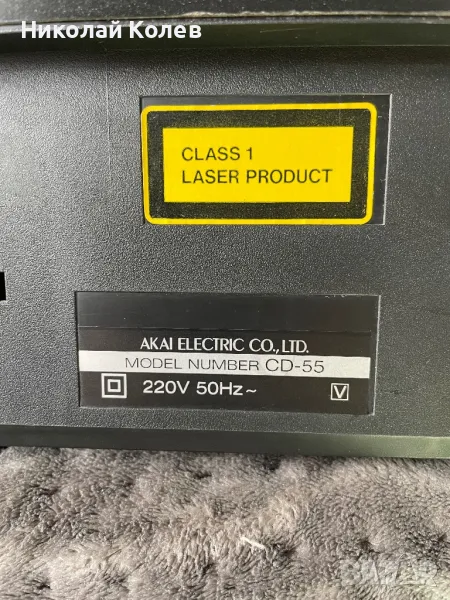 Николай Колев
CLASS 1
LASER PRODUCT
AKAI ELECTRIC CO., LTD.
MODEL NUMBER CD-55
220V 50Hz~ V